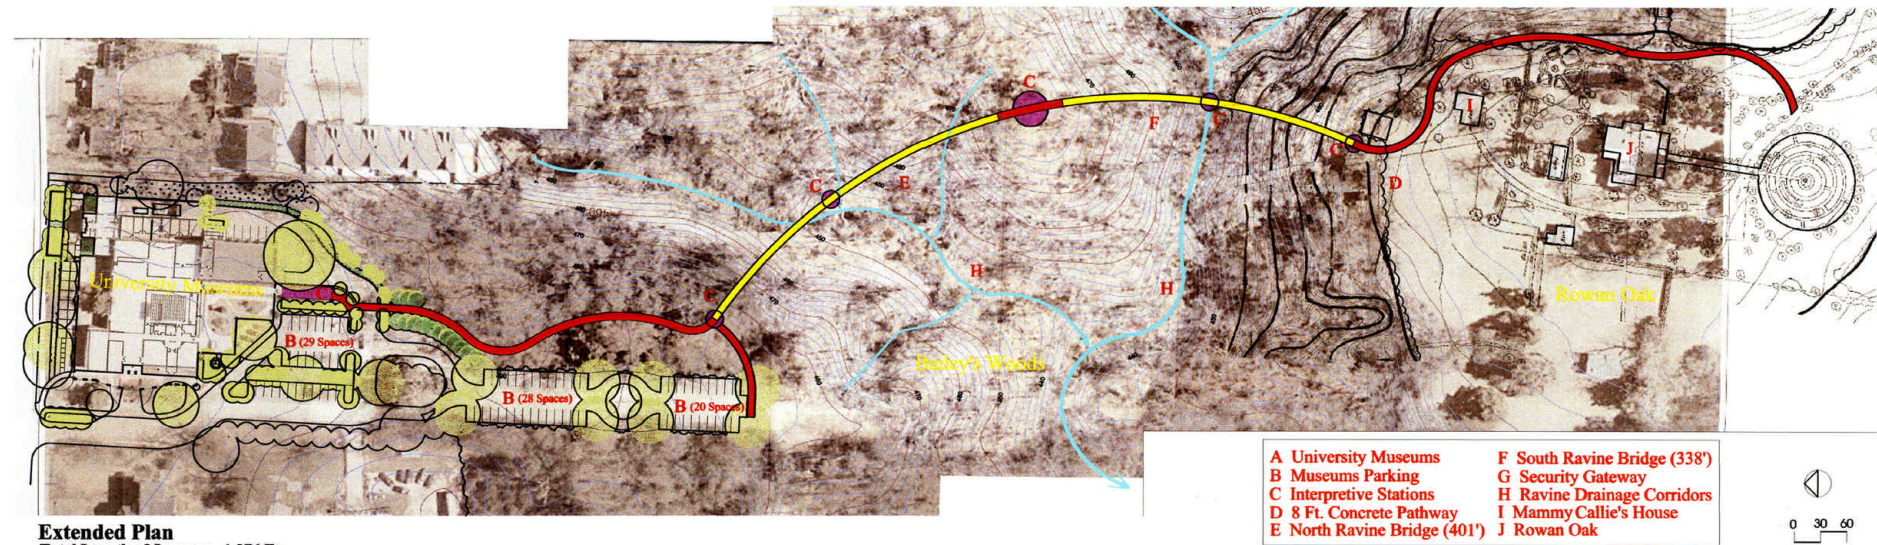 C
C
G
F
I
J
C
E
C
D
H
H
C
University Museums
C
Rowan Oak
B (29 Spaces)
Bailey's Woods
B (28 Spaces)
B (20 Spaces)
A University Museums
B Museums Parking
C Interpretive Stations
D 8 Ft. Concrete Pathway
E North Ravine Bridge (401')
F South Ravine Bridge (338')
G Security Gateway
H Ravine Drainage Corridors
I Mammy Callie's House
J Rowan Oak
0 30 60
Extended Plan